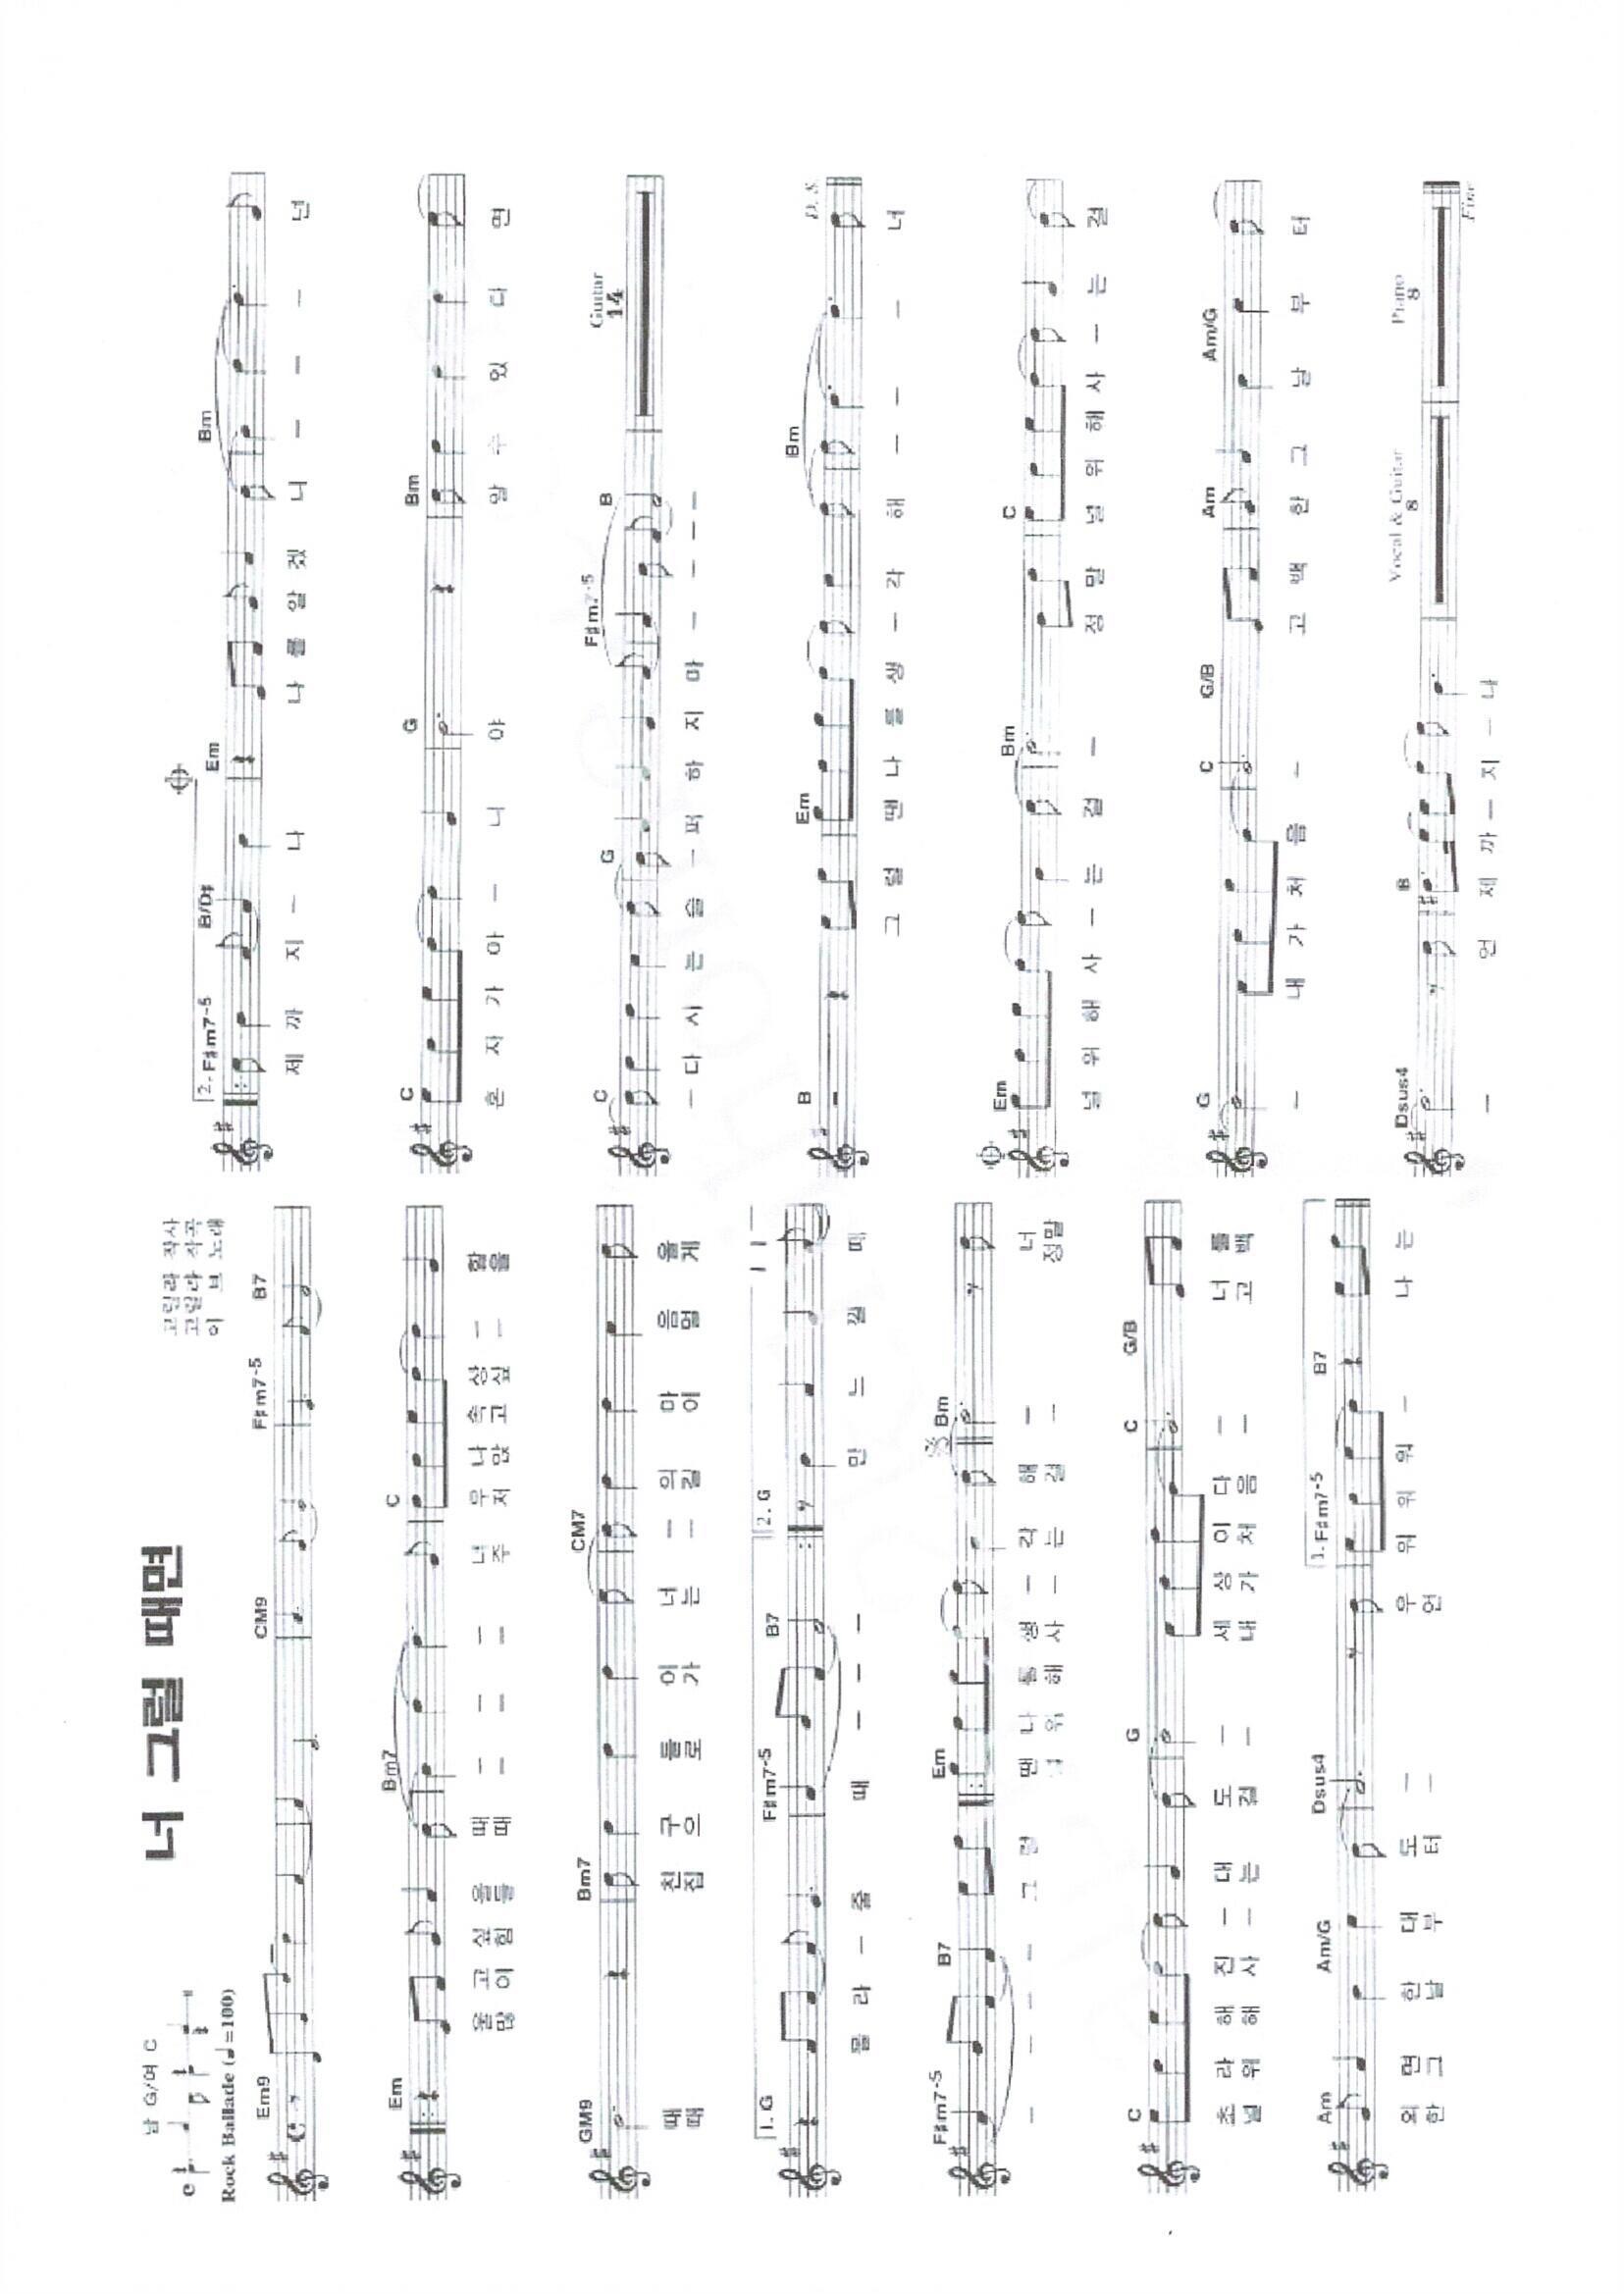 남 G/여 C
너 그럴 때면
고릴라 작사
고릴라 작곡
이 브 노래
Rock Ballade (♩=100)
Em9 CM9 F♯m7-5 B7
Em Bm7 C
울 고 싶 을 때 - - - 너 우 나 속 상 - 할
많 이 힘 들 때 - - - 주 저 앉 고 싶 - 을
GM9 Bm7 CM7
때 친 구 들 이 너 - 의 마 음 을
때 집 으 로 가 는 - 길 이 멀 게
1. G F♯m7-5 B7 2. G
몰 라 - 줄 때 - - - 만 느 낄 때
F♯m7-5 B7 Em Bm
- - - - 그 럴 땐 나 를 생 - 각 해 - 너
널 위 해 사 - 는 걸 - 정말
C G C G/B
초 라 해 진 - 대 도 - 세 상 이 다 - 너 를
널 위 해 사 - 는 걸 - 내 가 처 음 - 고 백
Am Am/G Dsus4 1. F♯m7-5 B7
외 면 한 대 도 - 우 워 워 워 - 나 는
한 그 날 부 터 - 언
2. F♯m7-5 B/D♯ Em Bm
제 까 지 - 나 나 를 알 겠 니 - - - 넌
C G Bm
혼 자 가 아 - 니 야 알 수 있 다 면
C G F♯m7-5 B Guitar
14
- 다 시 는 슬 - 퍼 하 지 마 - - - -
B Em Bm D. S.
그 럴 땐 나 를 생 - 각 해 - - - 너
Em Bm C
널 위 해 사 - 는 걸 - 정 말 널 위 해 사 - 는 걸
G C G/B Am Am/G
- 내 가 처 음 - 고 백 한 그 날 부 터
Dsus4 B Vocal & Guitar Piano
8 8
Fine
- 언 제 까 - 지 - 나